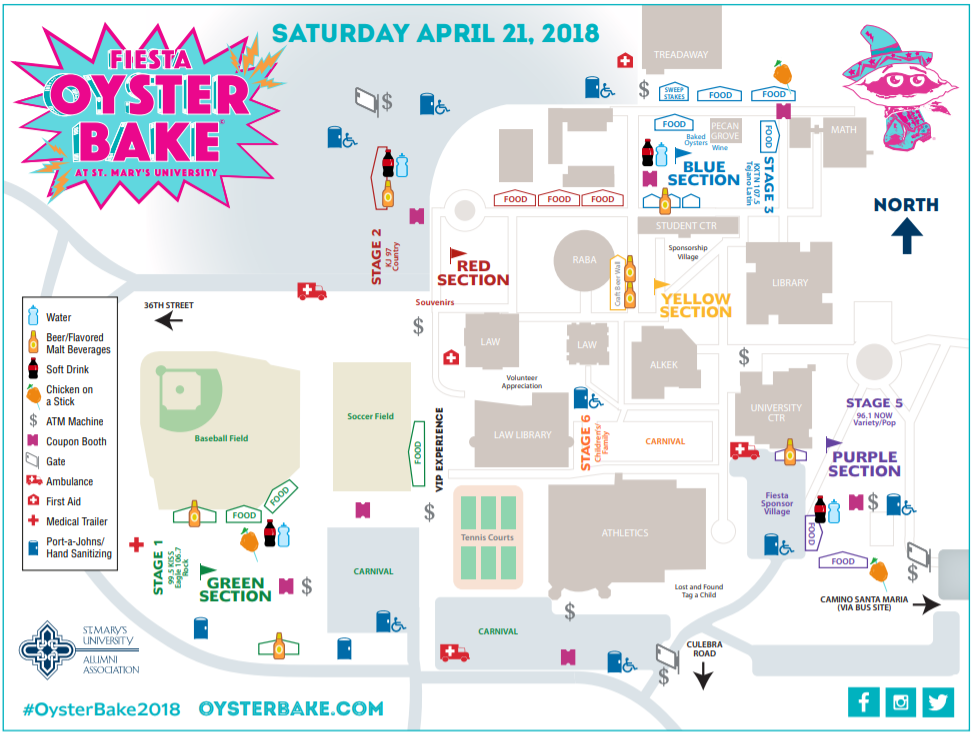 SATURDAY APRIL 21, 2018
FIESTA
OYSTER
BAKE
®
AT ST. MARY'S UNIVERSITY
TREADAWAY
$
$
SWEEP
STAKES
FOOD
FOOD
FOOD
FOOD
Baked
Oysters
PECAN
GROVE
Wine
MATH
BLUE
SECTION
STAGE 3
KXTN 107.5
Tejano Latin
NORTH
FOOD
FOOD
FOOD
STUDENT CTR
Sponsorship
Village
STAGE 2
KJ 97
Country
RED
SECTION
RABA
Craft Beer Wall
YELLOW
SECTION
LIBRARY
Souvenirs
$
36TH STREET
Water
Beer/Flavored
Malt Beverages
Soft Drink
Chicken on
a Stick
$ ATM Machine
Coupon Booth
Gate
Ambulance
First Aid
Medical Trailer
Port-a-Johns/
Hand Sanitizing
LAW
LAW
ALKEK
$
Volunteer
Appreciation
Baseball Field
Soccer Field
FOOD
VIP EXPERIENCE
LAW LIBRARY
STAGE 6
Children's/
Family
CARNIVAL
UNIVERSITY
CTR
STAGE 5
96.1 NOW
Variety/Pop
PURPLE
SECTION
FOOD
FOOD
$
Tennis Courts
ATHLETICS
Fiesta
Sponsor
Village
$
FOOD
FOOD
$
STAGE 1
99.5 KISS
Eagle 106.7
Rock
GREEN
SECTION
$
CARNIVAL
Lost and Found
Tag a Child
CAMINO SANTA MARIA
(VIA BUS SITE)
$
CARNIVAL
CULEBRA
ROAD
$
ST. MARY'S
UNIVERSITY
ALUMNI
ASSOCIATION
#OysterBake2018 OYSTERBAKE.COM